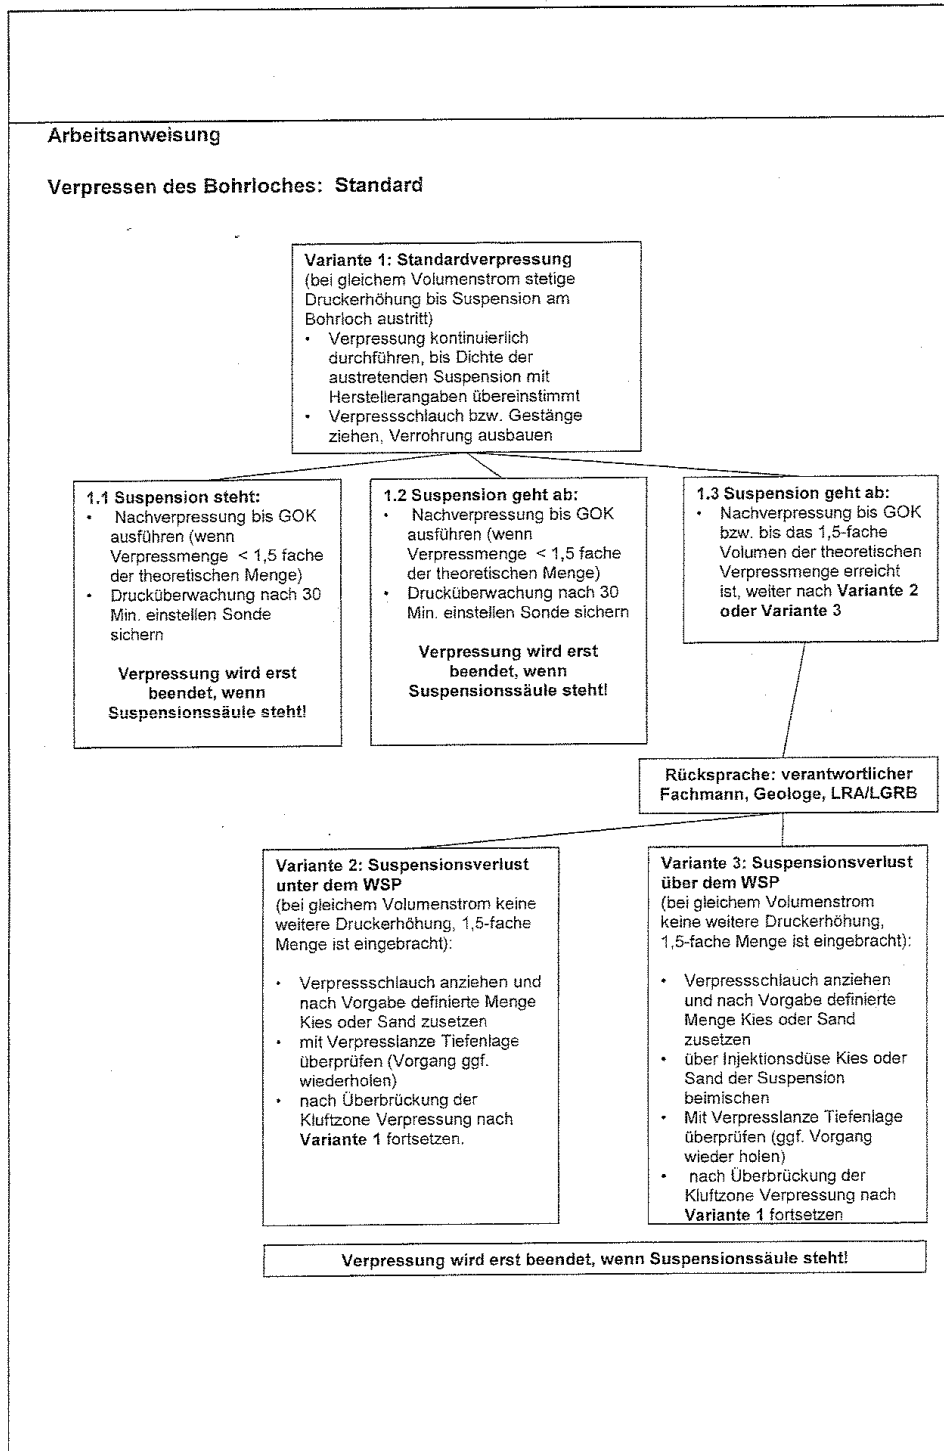 Arbeitsanweisung
Verpressen des Bohrloches: Standard
Variante 1: Standardverpressung
(bei gleichem Volumenstrom stetige
Druckerhöhung bis Suspension am
Bohrloch austritt)
• Verpressung kontinuierlich
durchführen, bis Dichte der
austretenden Suspension mit
Herstellerangaben übereinstimmt
• Verpressschlauch bzw. Gestänge
ziehen, Verrohrung ausbauen
1.1 Suspension steht:
• Nachverpressung bis GOK
ausführen (wenn
Verpressmenge < 1,5 fache
der theoretischen Menge)
• Drucküberwachung nach 30
Min. einstellen Sonde
sichern
Verpressung wird erst
beendet, wenn
Suspensionssäule steht!
1.2 Suspension geht ab:
• Nachverpressung bis GOK
ausführen (wenn
Verpressmenge < 1,5 fache
der theoretischen Menge)
• Drucküberwachung nach 30
Min. einstellen Sonde sichern
Verpressung wird erst
beendet, wenn
Suspensionssäule steht!
1.3 Suspension geht ab:
• Nachverpressung bis GOK
bzw. bis das 1,5-fache
Volumen der theoretischen
Verpressmenge erreicht
ist, weiter nach Variante 2
oder Variante 3
Rücksprache: verantwortlicher
Fachmann, Geologe, LRA/LGRB
Variante 2: Suspensionsverlust
unter dem WSP
(bei gleichem Volumenstrom keine
weitere Druckerhöhung, 1,5-fache
Menge ist eingebracht):
• Verpressschlauch anziehen und
nach Vorgabe definierte Menge
Kies oder Sand zusetzen
• mit Verpresslanze Tiefenlage
überprüfen (Vorgang ggf.
wiederholen)
• nach Überbrückung der
Kluftzone Verpressung nach
Variante 1 fortsetzen.
Variante 3: Suspensionsverlust
über dem WSP
(bei gleichem Volumenstrom
keine weitere Druckerhöhung,
1,5-fache Menge ist eingebracht):
• Verpressschlauch anziehen
und nach Vorgabe definierte
Menge Kies oder Sand
zusetzen
• über Injektionsdüse Kies oder
Sand der Suspension
beimischen
• Mit Verpresslanze Tiefenlage
überprüfen (ggf. Vorgang
wieder holen)
• nach Überbrückung der
Kluftzone Verpressung nach
Variante 1 fortsetzen
Verpressung wird erst beendet, wenn Suspensionssäule steht!